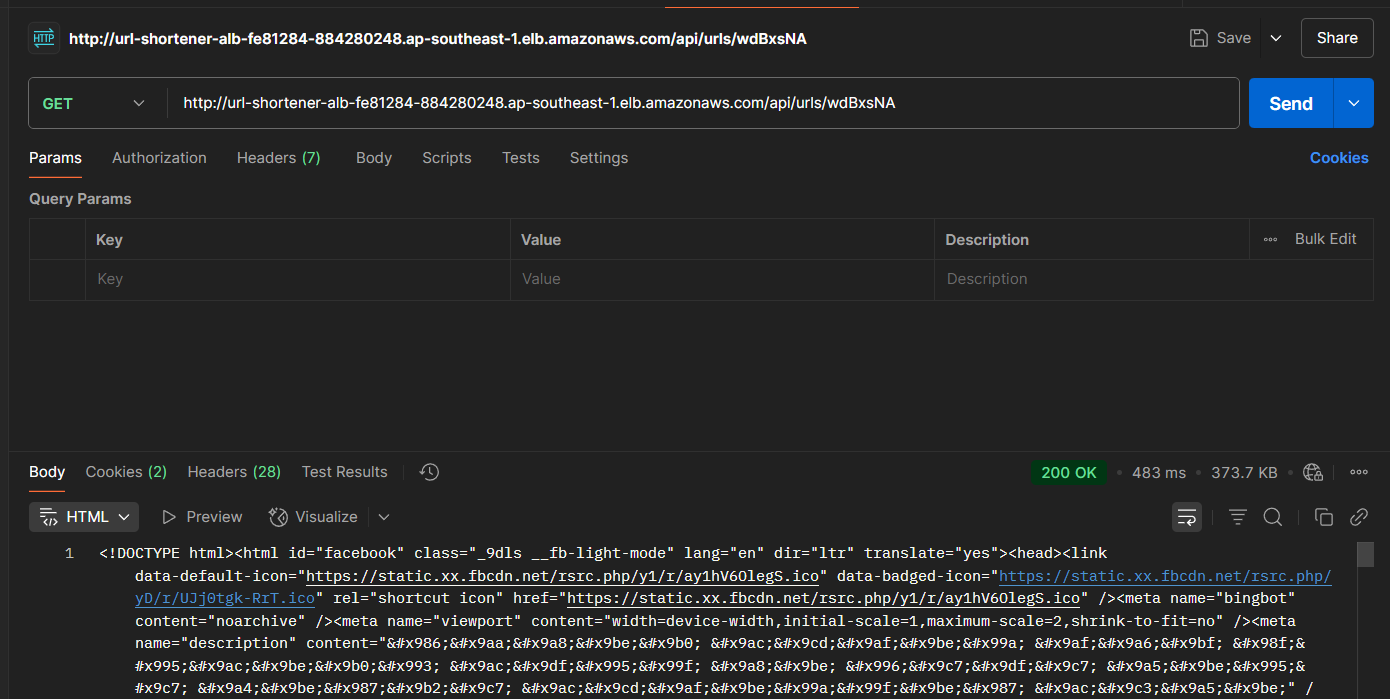 HTTP http://url-shortener-alb-fe81284-884280248.ap-southeast-1.elb.amazonaws.com/api/urls/wdBxsNA Save Share
GET http://url-shortener-alb-fe81284-884280248.ap-southeast-1.elb.amazonaws.com/api/urls/wdBxsNA Send
Params Authorization Headers (7) Body Scripts Tests Settings Cookies
Query Params
Key Value Description Bulk Edit
Key Value Description
Body Cookies (2) Headers (28) Test Results 200 OK 483 ms 373.7 KB
HTML Preview Visualize
1 <!DOCTYPE html><html id="facebook" class="_9dls __fb-light-mode" lang="en" dir="ltr" translate="yes"><head><link
data-default-icon="https://static.xx.fbcdn.net/rsrc.php/y1/r/ay1hV6OlegS.ico" data-badged-icon="https://static.xx.fbcdn.net/rsrc.php/
yD/r/UJj0tgk-RrT.ico" rel="shortcut icon" href="https://static.xx.fbcdn.net/rsrc.php/y1/r/ay1hV6OlegS.ico" /><meta name="bingbot"
content="noarchive" /><meta name="viewport" content="width=device-width,initial-scale=1,maximum-scale=2,shrink-to-fit=no" /><meta
name="description" content="&#x986;&#x9aa;&#x9a8;&#x9be;&#x9b0; &#x9ac;&#x9cd;&#x9af;&#x9be;&#x99a; &#x9af;&#x9a6;&#x9bf; &#x98f;&
#x995;&#x9ac;&#x9be;&#x9b0;&#x993; &#x9ac;&#x9df;&#x995;&#x99f; &#x9a8;&#x9be; &#x996;&#x9c7;&#x9df;&#x9c7; &#x9a5;&#x9be;&#x995;&
#x9c7; &#x9a4;&#x9be;&#x987;&#x9b2;&#x9c7; &#x9ac;&#x9cd;&#x9af;&#x9be;&#x99a;&#x99f;&#x9be;&#x987; &#x9ac;&#x9c3;&#x9a5;&#x9be;" /